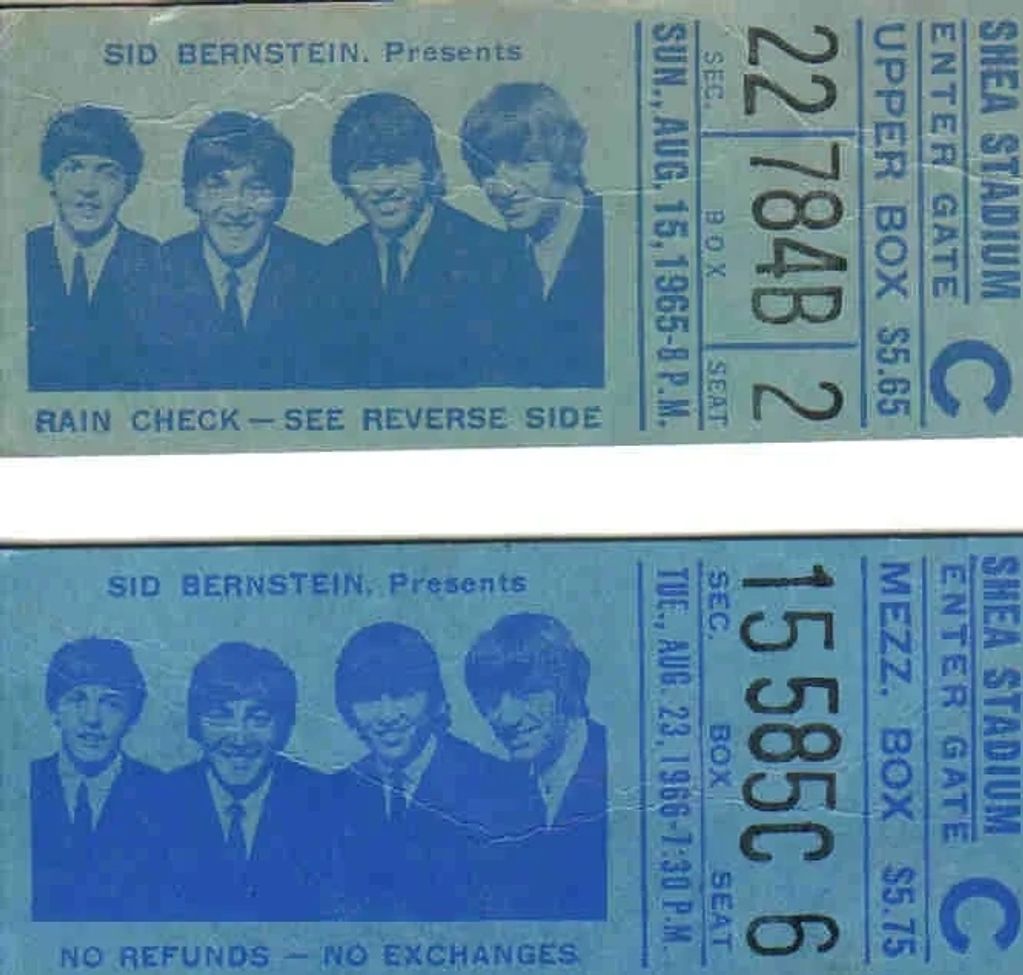 SID BERNSTEIN. Presents
RAIN CHECK — SEE REVERSE SIDE
SHEA STADIUM
ENTER GATE C
UPPER BOX $5.65
22 784B 2
SEC. BOX SEAT
SUN., AUG. 15, 1965-8 P.M.
SID BERNSTEIN. Presents
NO REFUNDS — NO EXCHANGES
SHEA STADIUM
ENTER GATE C
MEZZ. BOX $5.75
15 585C 6
SEC. BOX SEAT
TUE., AUG. 23, 1966-7:30 P.M.